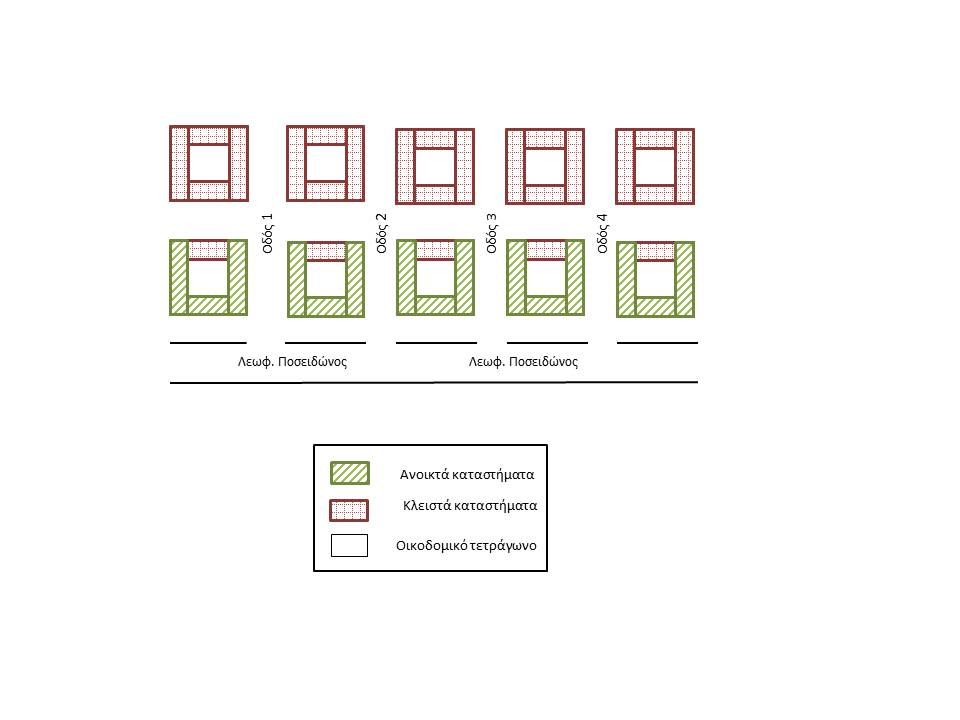 Οδός 1
Οδός 2
Οδός 3
Οδός 4
Λεωφ. Ποσειδώνος
Λεωφ. Ποσειδώνος
Ανοικτά καταστήματα
Κλειστά καταστήματα
Οικοδομικό τετράγωνο